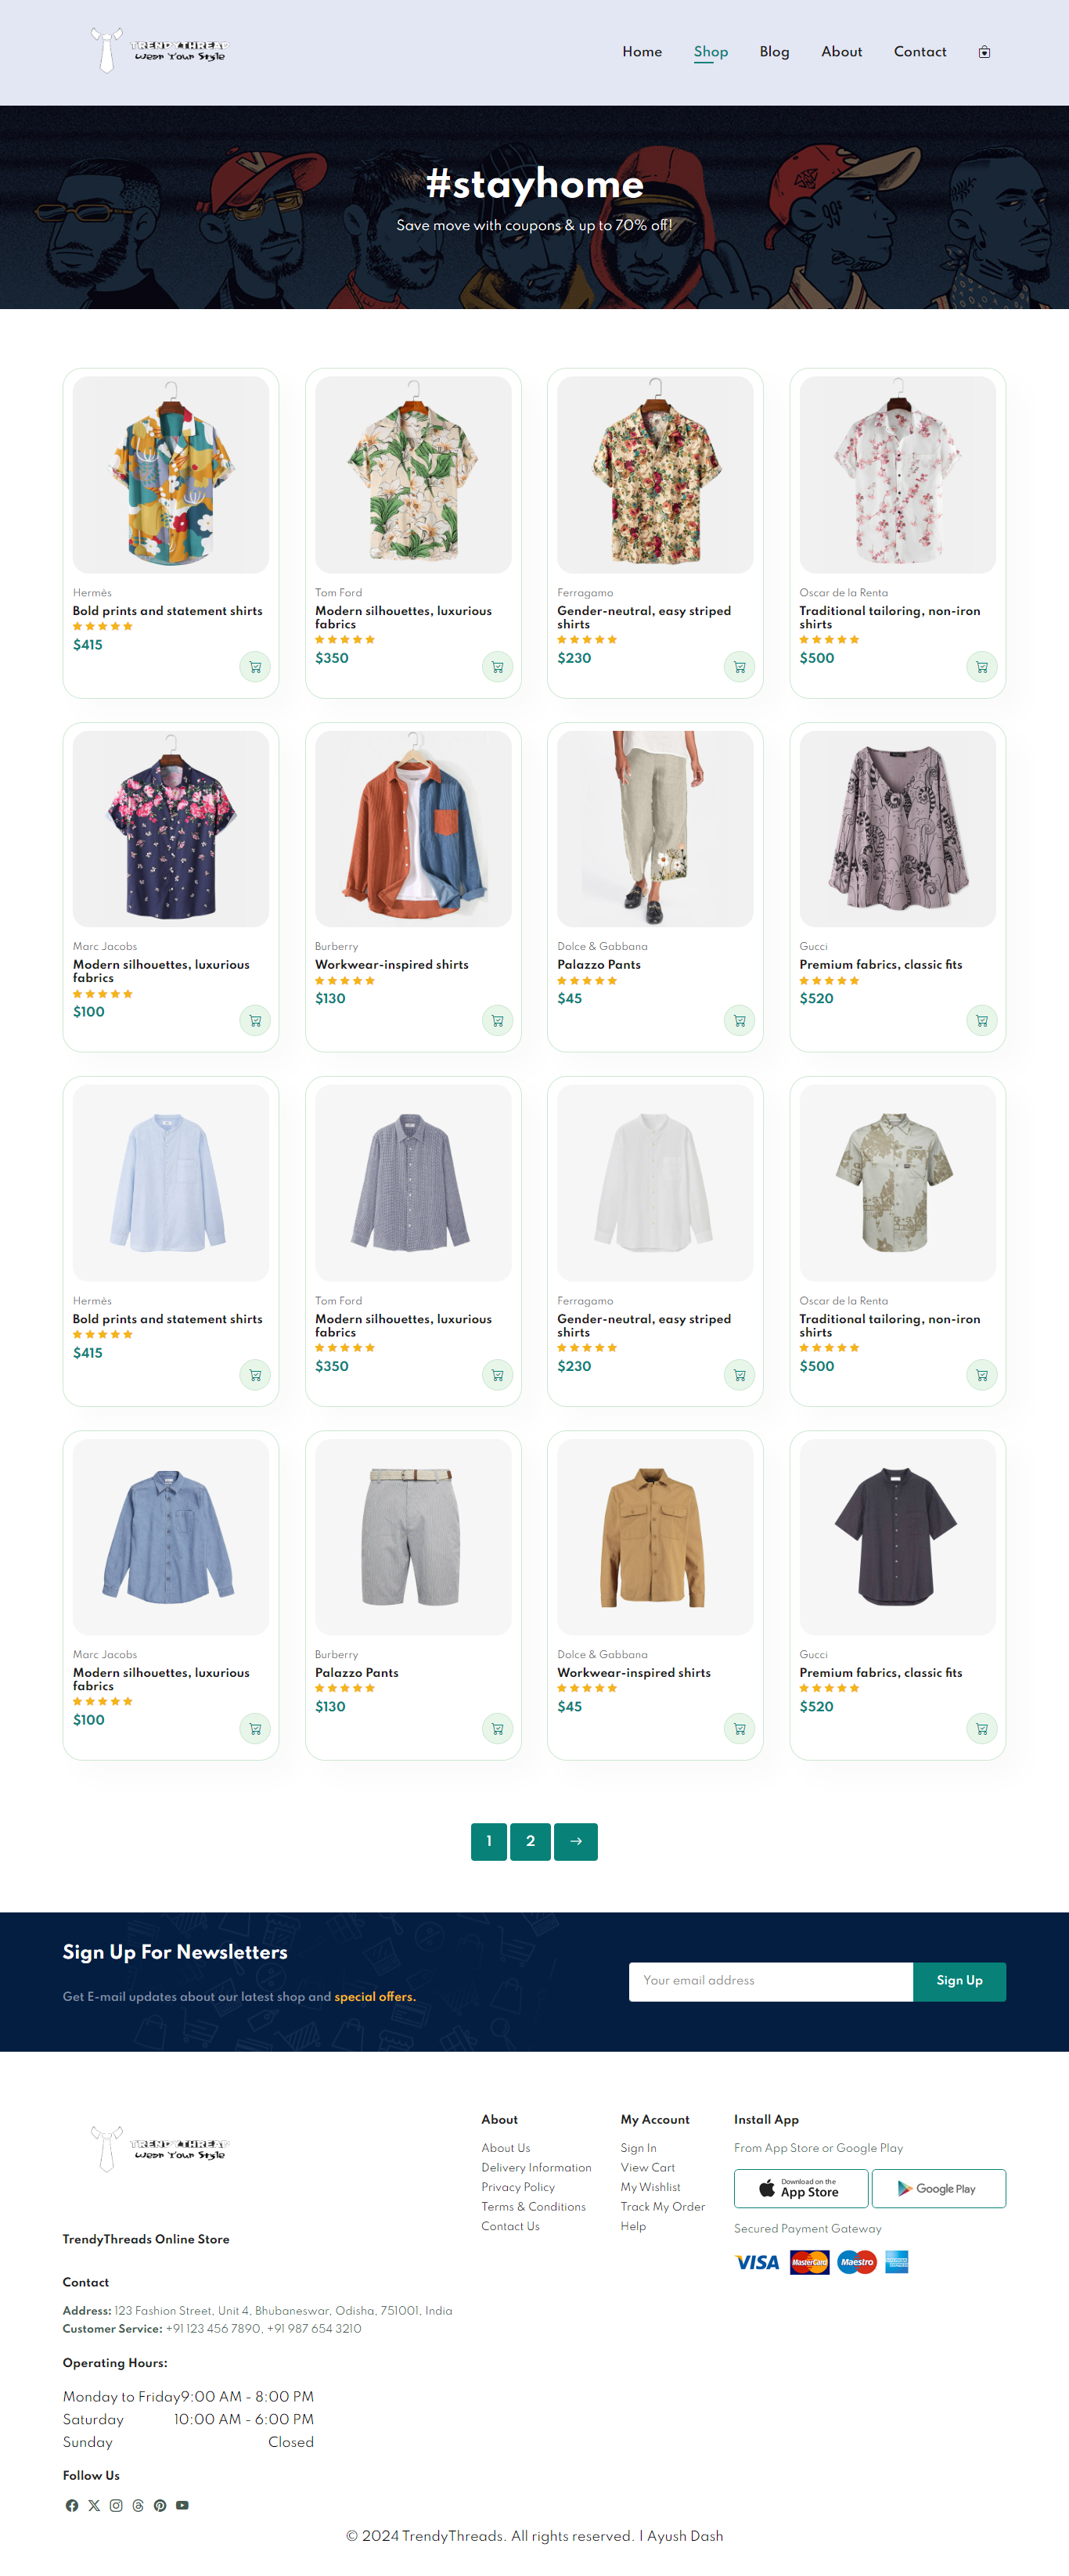 TRENDYTHREAD
Wear Your Style
Home
Shop
Blog
About
Contact
#stayhome
Save move with coupons & up to 70% off!
Hermès
Bold prints and statement shirts
$415
Tom Ford
Modern silhouettes, luxurious
fabrics
$350
Ferragamo
Gender-neutral, easy striped
shirts
$230
Oscar de la Renta
Traditional tailoring, non-iron
shirts
$500
Marc Jacobs
Modern silhouettes, luxurious
fabrics
$100
Burberry
Workwear-inspired shirts
$130
Dolce & Gabbana
Palazzo Pants
$45
Gucci
Premium fabrics, classic fits
$520
Hermès
Bold prints and statement shirts
$415
Tom Ford
Modern silhouettes, luxurious
fabrics
$350
Ferragamo
Gender-neutral, easy striped
shirts
$230
Oscar de la Renta
Traditional tailoring, non-iron
shirts
$500
Marc Jacobs
Modern silhouettes, luxurious
fabrics
$100
Burberry
Palazzo Pants
$130
Dolce & Gabbana
Workwear-inspired shirts
$45
Gucci
Premium fabrics, classic fits
$520
1
2
Sign Up For Newsletters
Get E-mail updates about our latest shop and special offers.
Your email address
Sign Up
TRENDYTHREAD
Wear Your Style
TrendyThreads Online Store
Contact
Address: 123 Fashion Street, Unit 4, Bhubaneswar, Odisha, 751001, India
Customer Service: +91 123 456 7890, +91 987 654 3210
Operating Hours:
Monday to Friday9:00 AM - 8:00 PM
Saturday 10:00 AM - 6:00 PM
Sunday Closed
Follow Us
About
About Us
Delivery Information
Privacy Policy
Terms & Conditions
Contact Us
My Account
Sign In
View Cart
My Wishlist
Track My Order
Help
Install App
From App Store or Google Play
Download on the
App Store
Google Play
Secured Payment Gateway
VISA
MasterCard
Maestro
© 2024 TrendyThreads. All rights reserved. | Ayush Dash